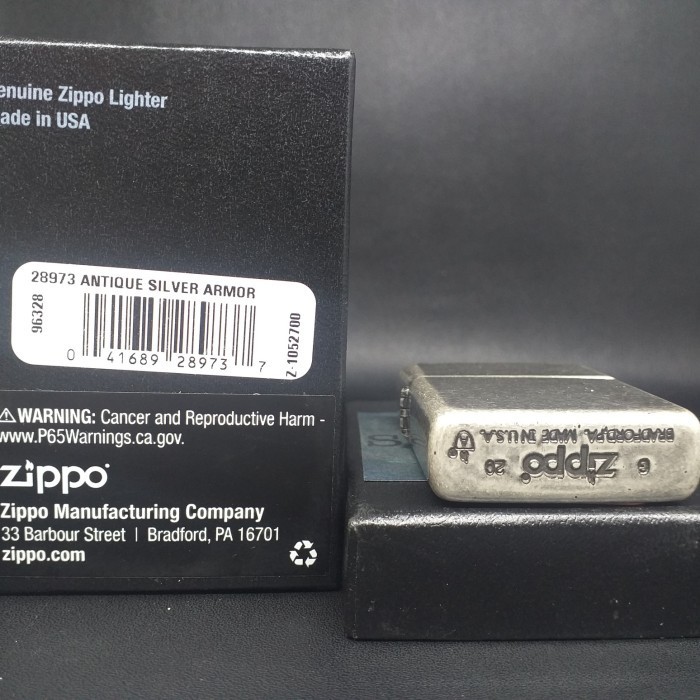 enuine Zippo Lighter
ade in USA
28973 ANTIQUE SILVER ARMOR
96328
Z-1052700
0 41689 28973 7
⚠WARNING: Cancer and Reproductive Harm -
www.P65Warnings.ca.gov.
zippo
Zippo Manufacturing Company
33 Barbour Street | Bradford, PA 16701
zippo.com
BRADFORD,PA. MADE IN U.S.A.
G zippo 20